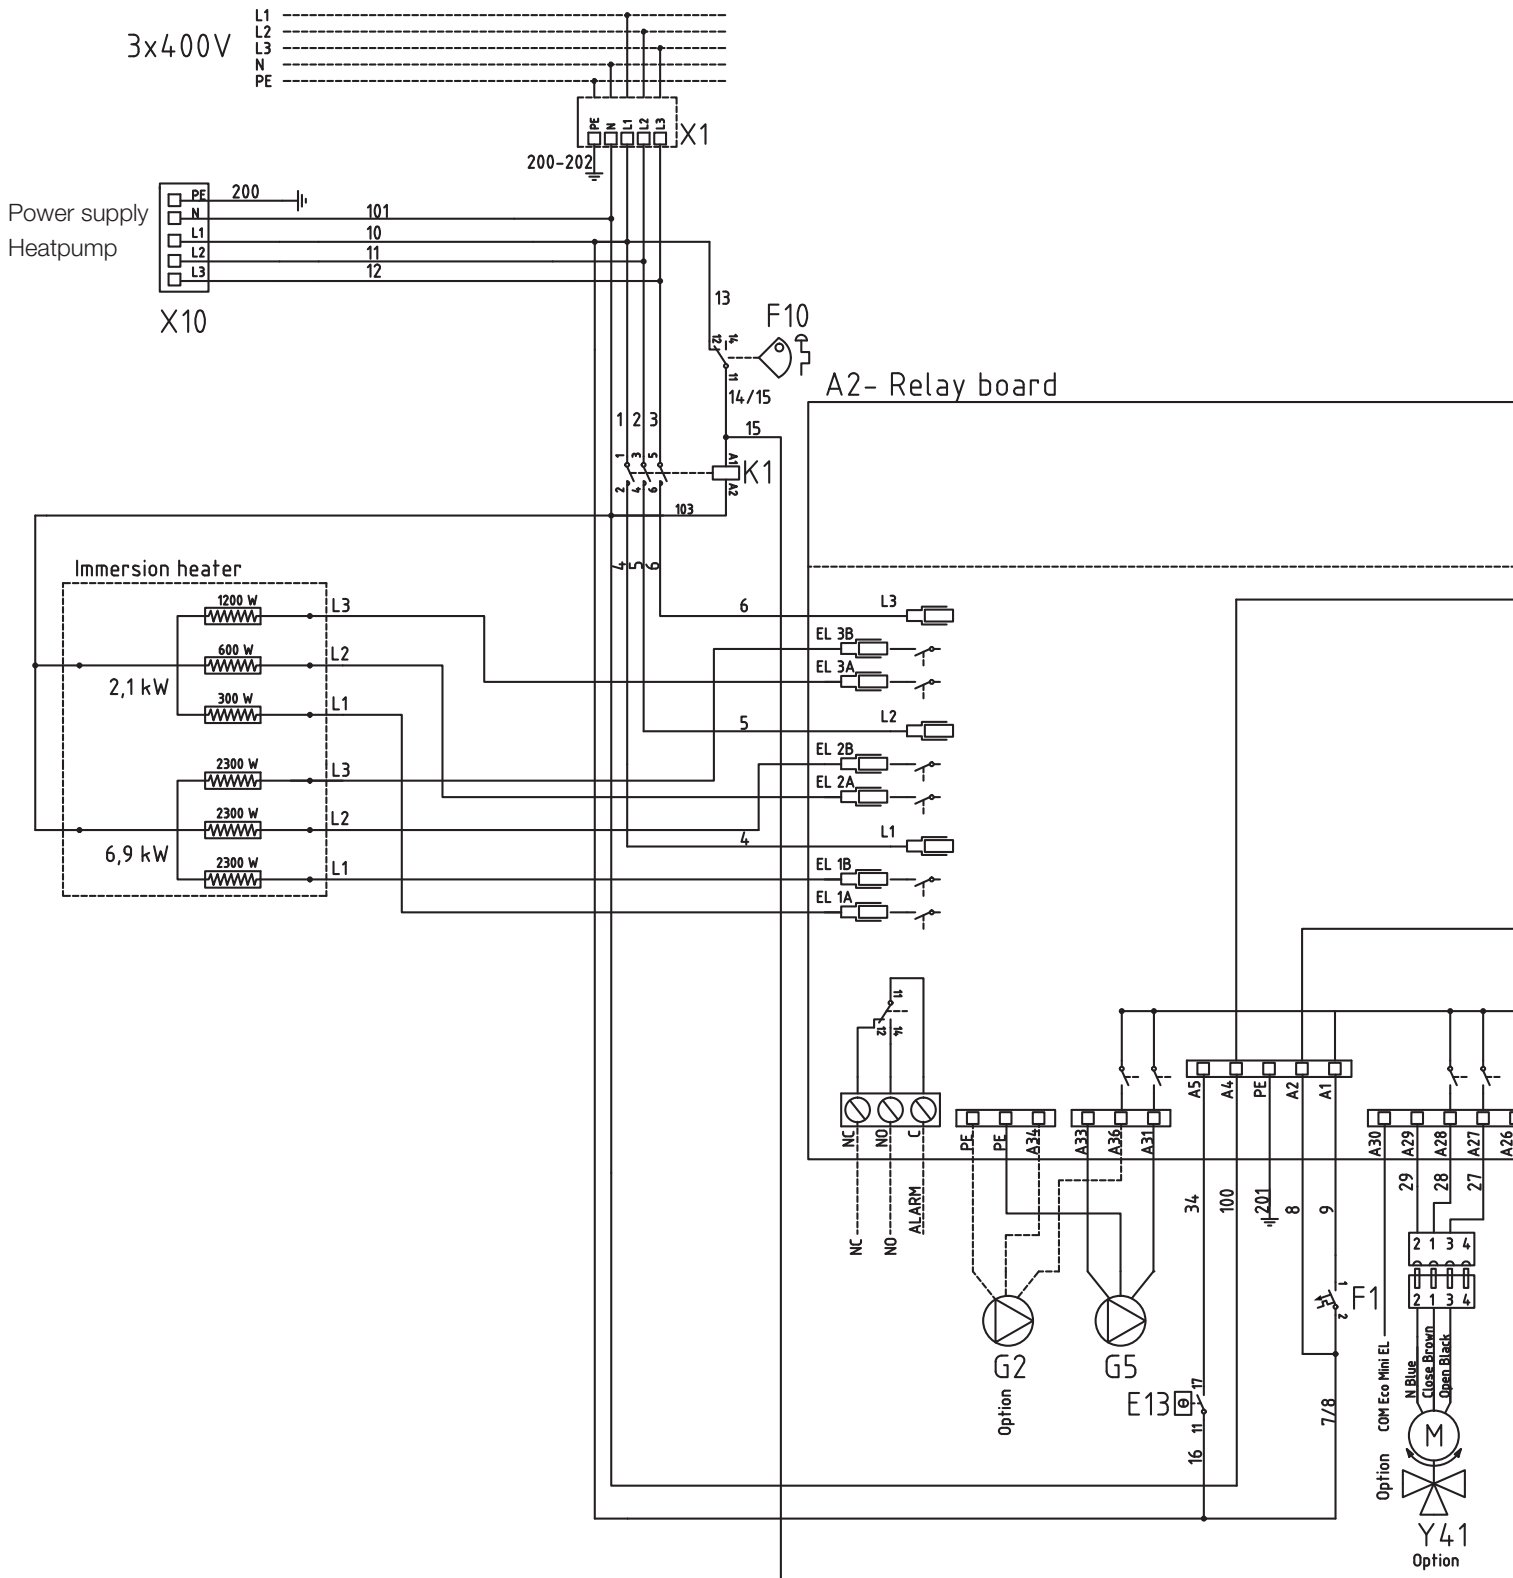 L1
L2
3x400V
L3
N
PE
PE N L1 L2 L3
X1
200-202
PE 200
Power supply
N 101
L1 10
Heatpump
L2 11
L3 12
X10
13
F10
12 14
11
A2- Relay board
14/15
1 2 3
15
1 3 5
A1
K1
2 4 6
A2
103
4 5 6
Immersion heater
1200 W
L3
6
L3
EL 3B
600 W
L2
EL 3A
2,1 kW
300 W
L1
5
L2
EL 2B
2300 W
L3
EL 2A
2300 W
L2
4
L1
6,9 kW
2300 W
L1
EL 1B
EL 1A
11
12 14
A5 A4 PE A2 A1
NC NO C
PE PE A34
A33 A36 A31
A30 A29 A28 A27 A26
34 100 201 8 9
29 28 27
NC NO ALARM
2 1 3 4
1
F1
2
2 1 3 4
G2
Option
G5
COM Eco Mini EL
N Blue
Close Brown
Open Black
17
E13
11
16
7/8
M
Option
Y41
Option